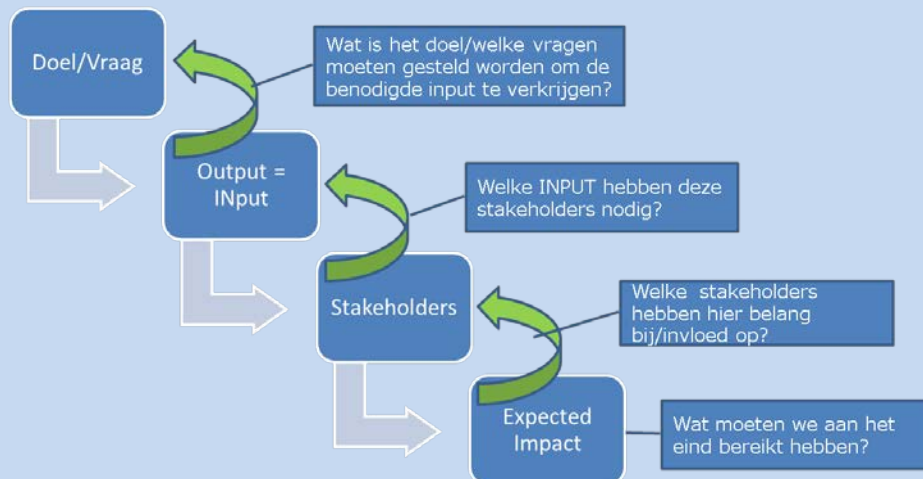 Doel/Vraag
Wat is het doel/welke vragen
moeten gesteld worden om de
benodigde input te verkrijgen?
Output =
INput
Welke INPUT hebben deze
stakeholders nodig?
Stakeholders
Welke stakeholders
hebben hier belang
bij/invloed op?
Expected
Impact
Wat moeten we aan het
eind bereikt hebben?